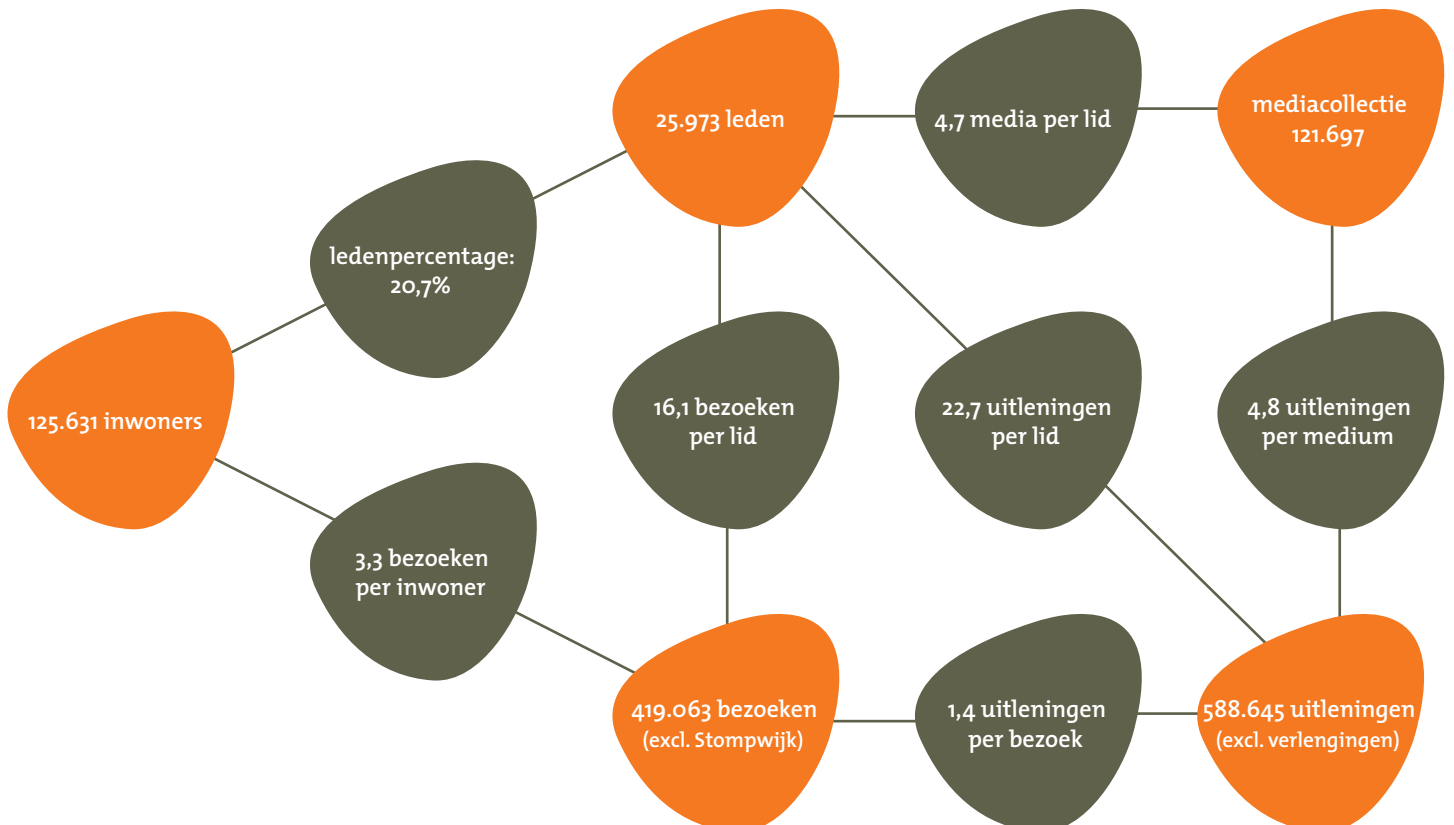 25.973 leden
4,7 media per lid
mediacollectie
121.697
ledenpercentage:
20,7%
125.631 inwoners
16,1 bezoeken
per lid
22,7 uitleningen
per lid
4,8 uitleningen
per medium
3,3 bezoeken
per inwoner
419.063 bezoeken
(excl. Stompwijk)
1,4 uitleningen
per bezoek
588.645 uitleningen
(excl. verlengingen)